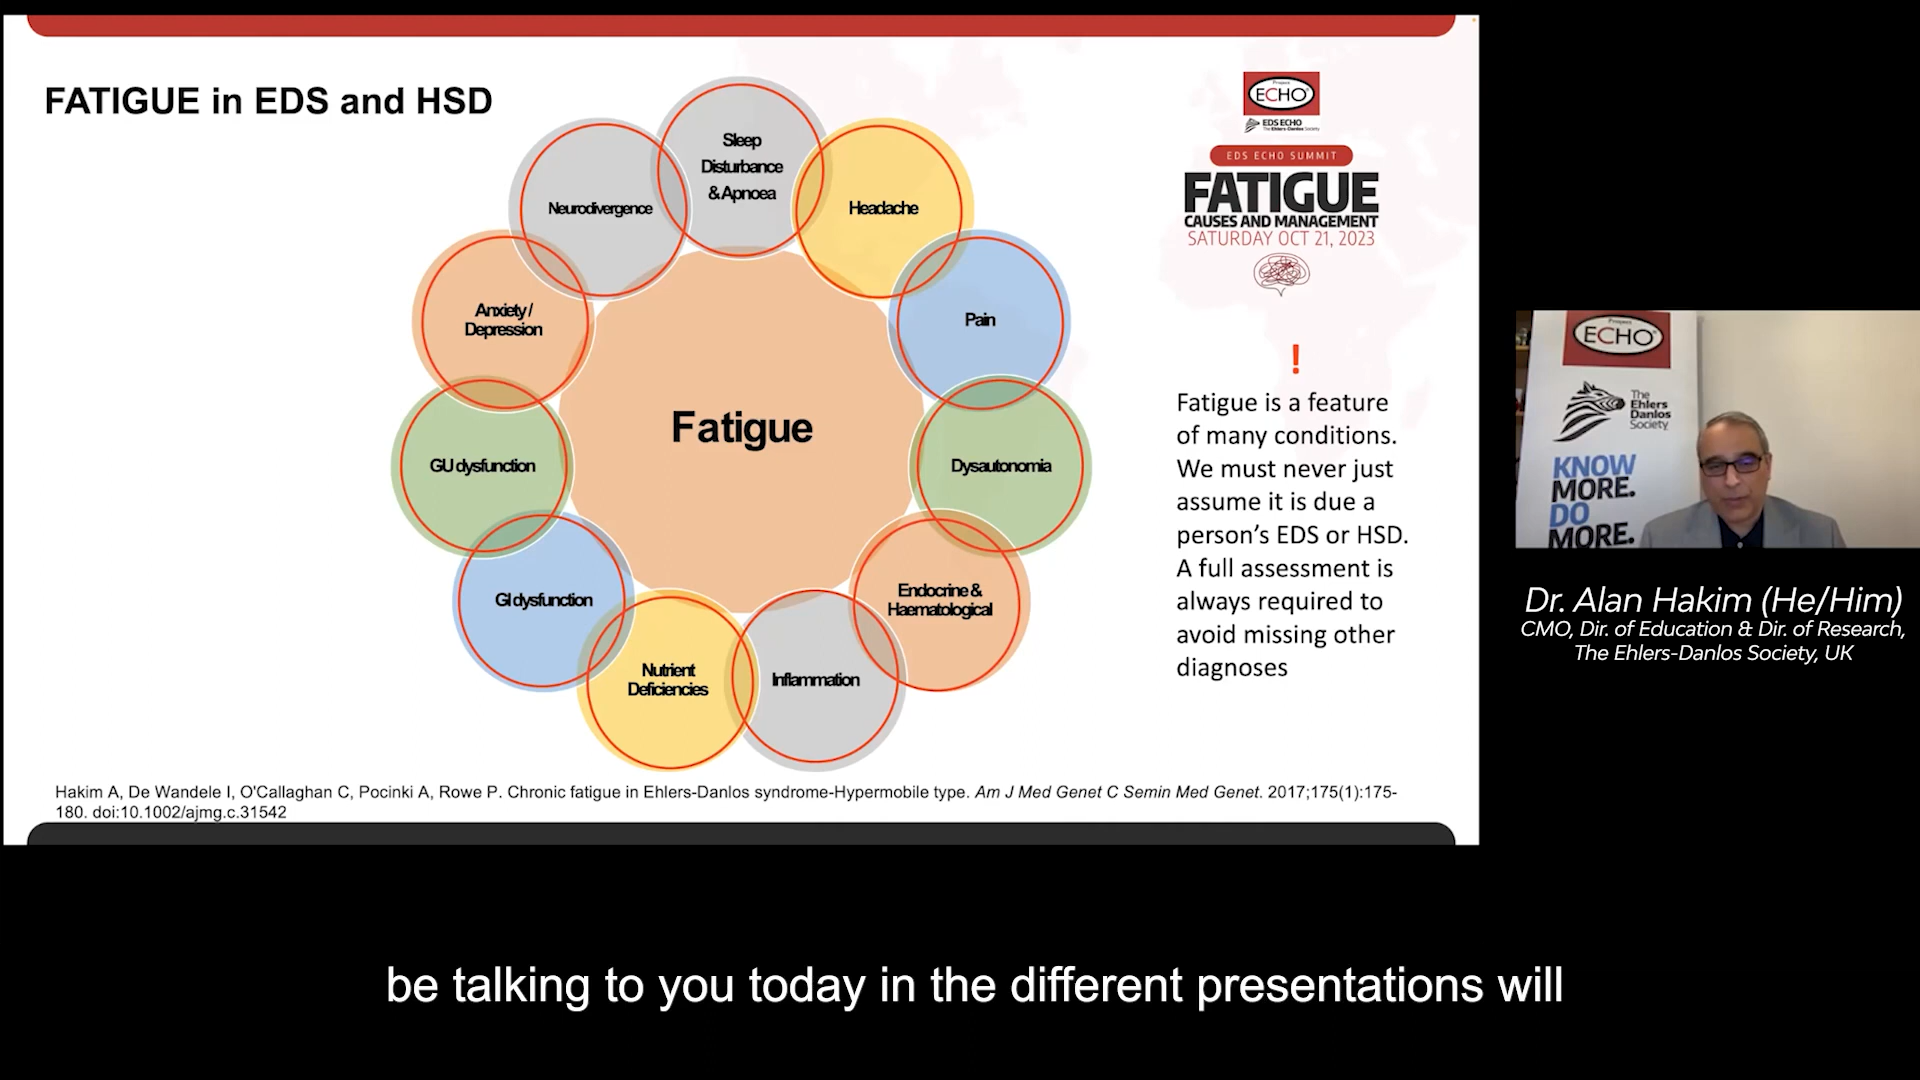 FATIGUE in EDS and HSD
Sleep
Disturbance
& Apnoea
Headache
Pain
Dysautonomia
Endocrine &
Haematological
Inflammation
Nutrient
Deficiencies
GI dysfunction
GU dysfunction
Anxiety /
Depression
Neurodivergence
Fatigue
Project
ECHO®
EDS ECHO
The Ehlers-Danlos Society
EDS ECHO SUMMIT
FATIGUE
CAUSES AND MANAGEMENT
SATURDAY OCT 21, 2023
!
Fatigue is a feature
of many conditions.
We must never just
assume it is due a
person’s EDS or HSD.
A full assessment is
always required to
avoid missing other
diagnoses
Hakim A, De Wandele I, O'Callaghan C, Pocinki A, Rowe P. Chronic fatigue in Ehlers-Danlos syndrome-Hypermobile type. Am J Med Genet C Semin Med Genet. 2017;175(1):175-
180. doi:10.1002/ajmg.c.31542
Project
ECHO®
The
Ehlers
Danlos
Society
KNOW
MORE.
DO
MORE.
Dr. Alan Hakim (He/Him)
CMO, Dir. of Education & Dir. of Research,
The Ehlers-Danlos Society, UK
be talking to you today in the different presentations will